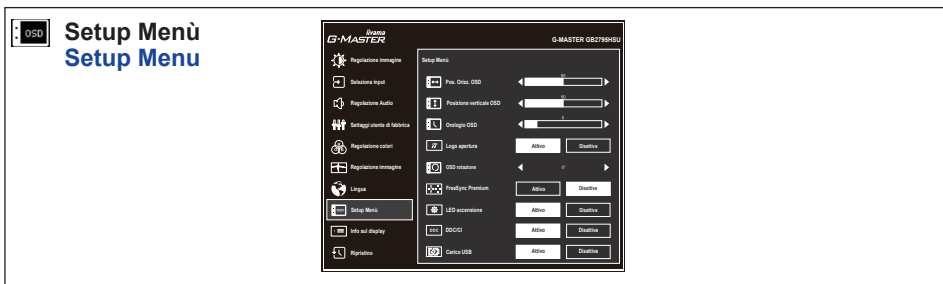 OSD
Setup Menù
Setup Menu
iiyama
G-MASTER
G-MASTER GB2795HSU
Regolazione immagine
Seleziona input
Regolazione Audio
Settaggi utente di fabbrica
Regolazione colori
Regolazione immagine
Lingua
OSD
Setup Menù
Info sul display
Ripristino
Setup Menù
Pos. Orizz. OSD
50
Posizione verticale OSD
50
Orologio OSD
Logo apertura
Attivo
Disattiva
OSD rotazione
0°
FreeSync Premium
Attivo
Disattiva
LED accensione
Attivo
Disattiva
DDC
DDC/CI
Attivo
Disattiva
Carico USB
Attivo
Disattiva